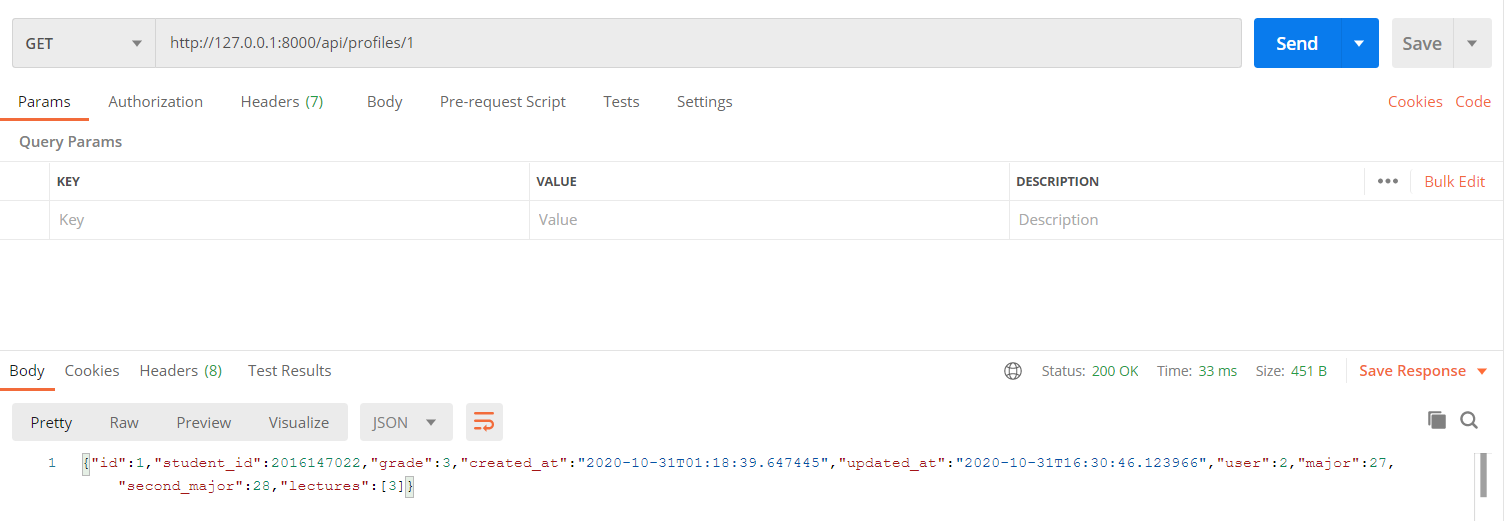 GET http://127.0.0.1:8000/api/profiles/1 Send Save
Params Authorization Headers (7) Body Pre-request Script Tests Settings Cookies Code
Query Params
KEY VALUE DESCRIPTION ••• Bulk Edit
Key Value Description
Body Cookies Headers (8) Test Results Status: 200 OK Time: 33 ms Size: 451 B Save Response
Pretty Raw Preview Visualize JSON
1 {"id":1,"student_id":2016147022,"grade":3,"created_at":"2020-10-31T01:18:39.647445","updated_at":"2020-10-31T16:30:46.123966","user":2,"major":27,
"second_major":28,"lectures":[3]}